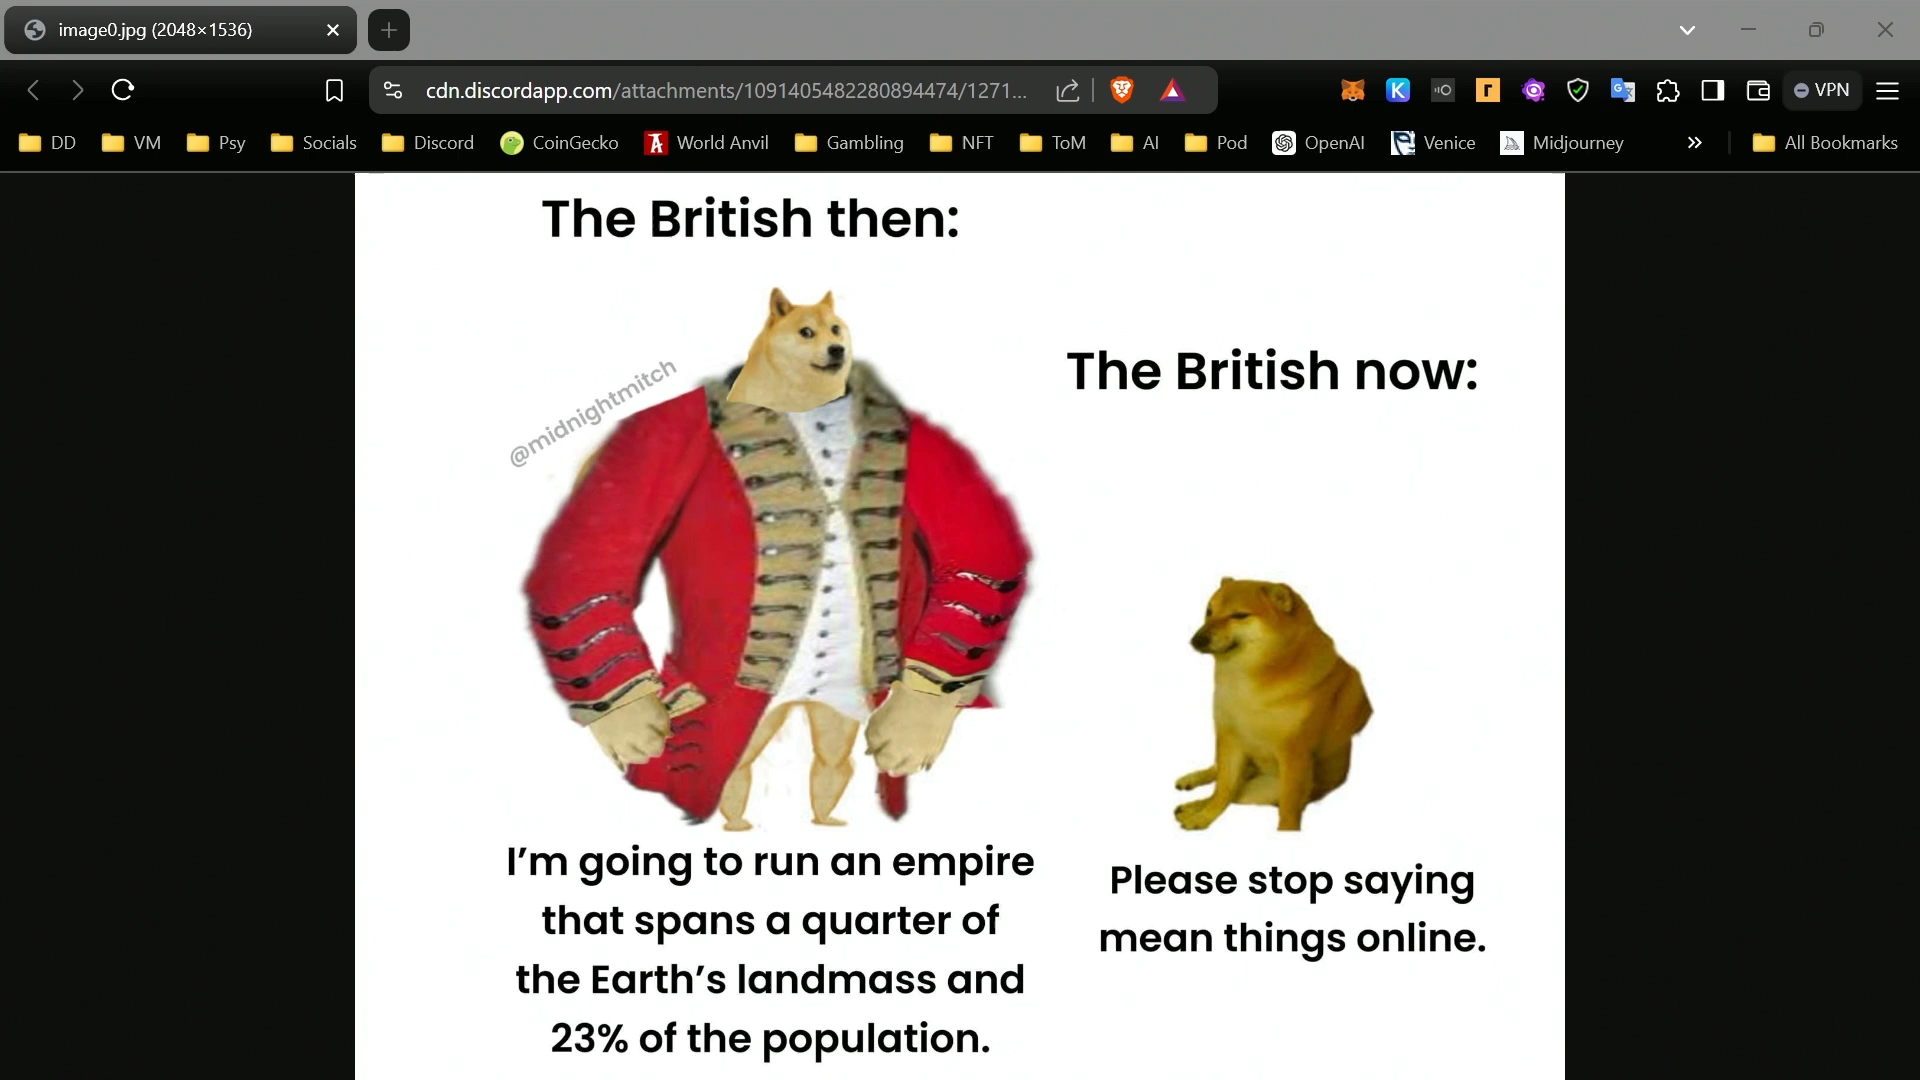 image0.jpg (2048×1536)
cdn.discordapp.com/attachments/1091405482280894474/1271...
VPN
DD
VM
Psy
Socials
Discord
CoinGecko
World Anvil
Gambling
NFT
ToM
AI
Pod
OpenAI
Venice
Midjourney
All Bookmarks
The British then:
@midnightmitch
The British now:
I'm going to run an empire
that spans a quarter of
the Earth's landmass and
23% of the population.
Please stop saying
mean things online.